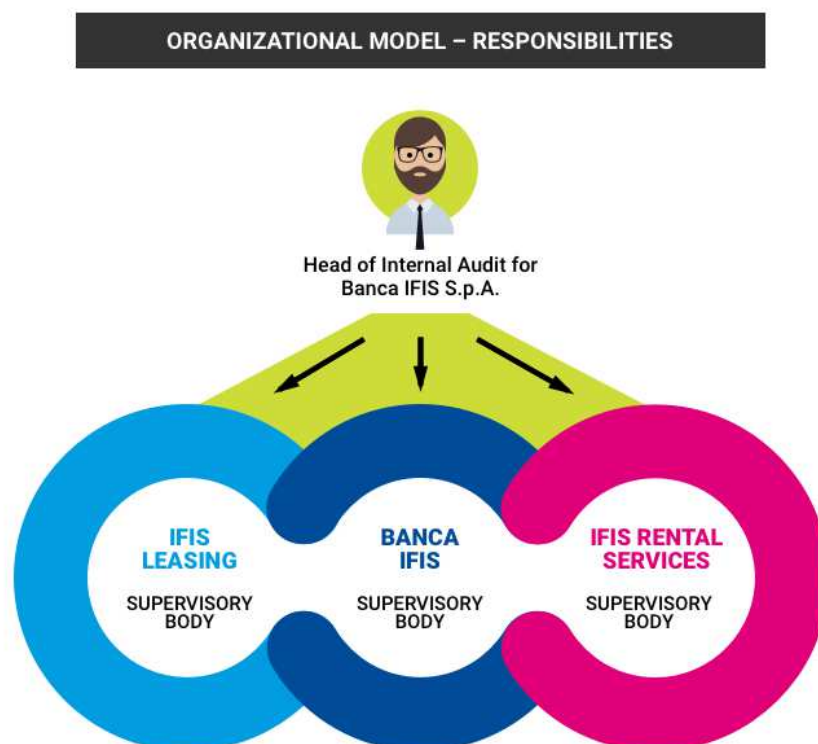 ORGANIZATIONAL MODEL – RESPONSIBILITIES
Head of Internal Audit for
Banca IFIS S.p.A.
IFIS
LEASING
SUPERVISORY
BODY
BANCA
IFIS
SUPERVISORY
BODY
IFIS RENTAL
SERVICES
SUPERVISORY
BODY